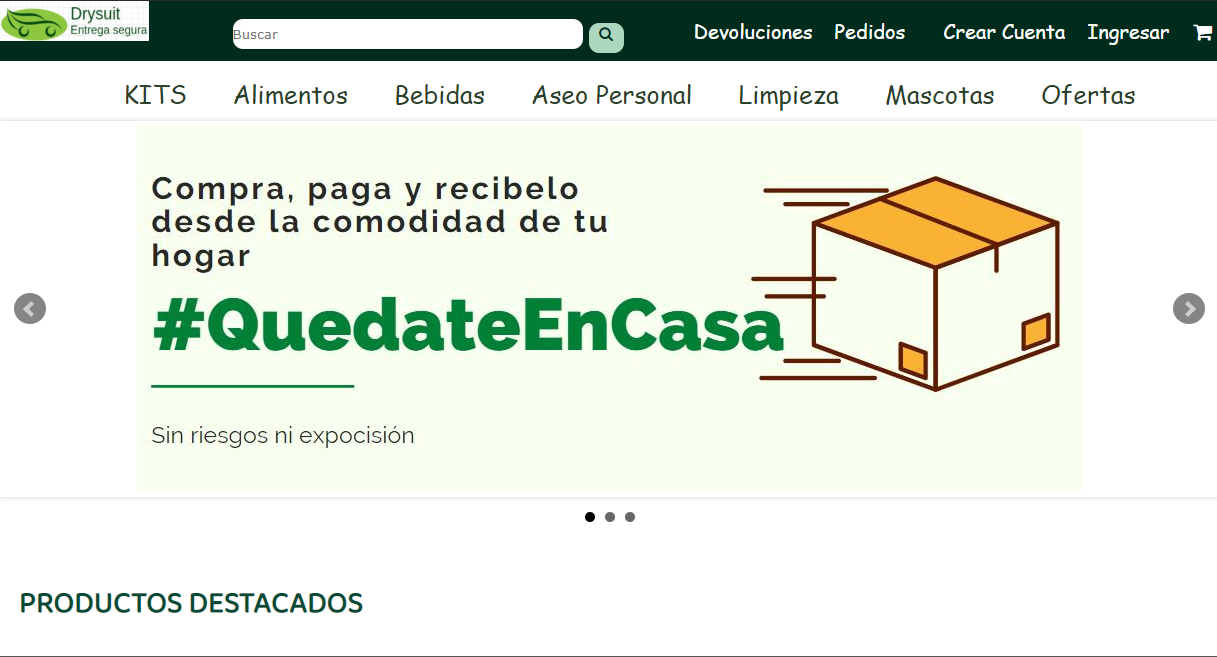 Drysuit
Entrega segura
Buscar
Devoluciones Pedidos Crear Cuenta Ingresar
KITS Alimentos Bebidas Aseo Personal Limpieza Mascotas Ofertas
Compra, paga y recibelo
desde la comodidad de tu
hogar
#QuedateEnCasa
Sin riesgos ni expocisión
PRODUCTOS DESTACADOS